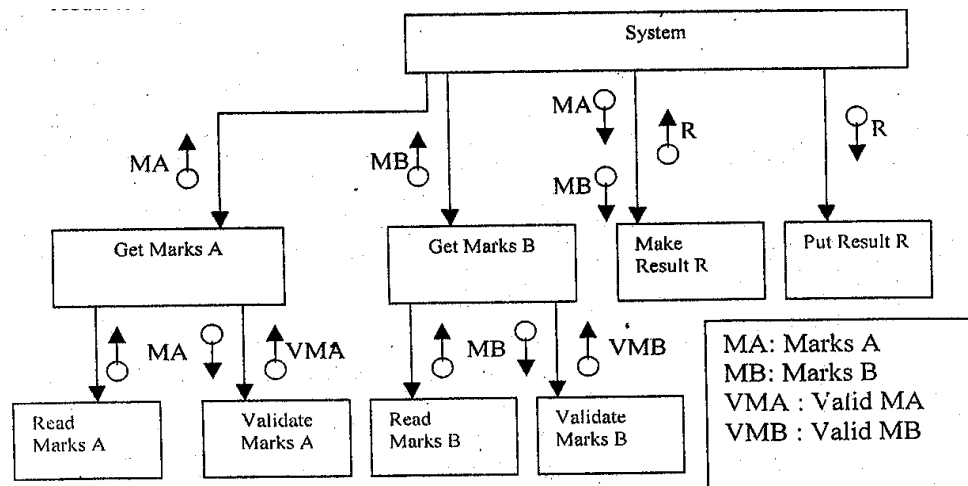 System
MA
R
R
MA
MB
MB
Get Marks A
Get Marks B
Make
Result R
Put Result R
MA
VMA
MB
VMB
Read
Marks A
Validate
Marks A
Read
Marks B
Validate
Marks B
MA: Marks A
MB: Marks B
VMA : Valid MA
VMB : Valid MB